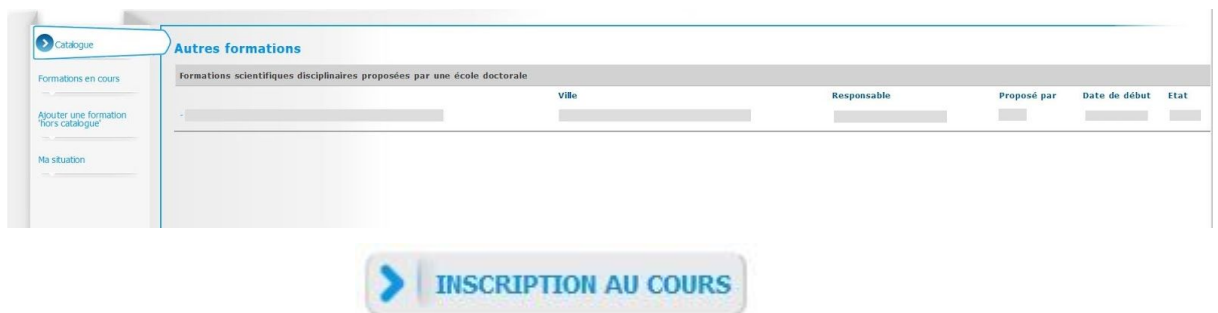 Catalogue
Formations en cours
Ajouter une formation
'hors catalogue'
Ma situation
Autres formations
Formations scientifiques disciplinaires proposées par une école doctorale
Ville Responsable Proposé par Date de début Etat
-
INSCRIPTION AU COURS